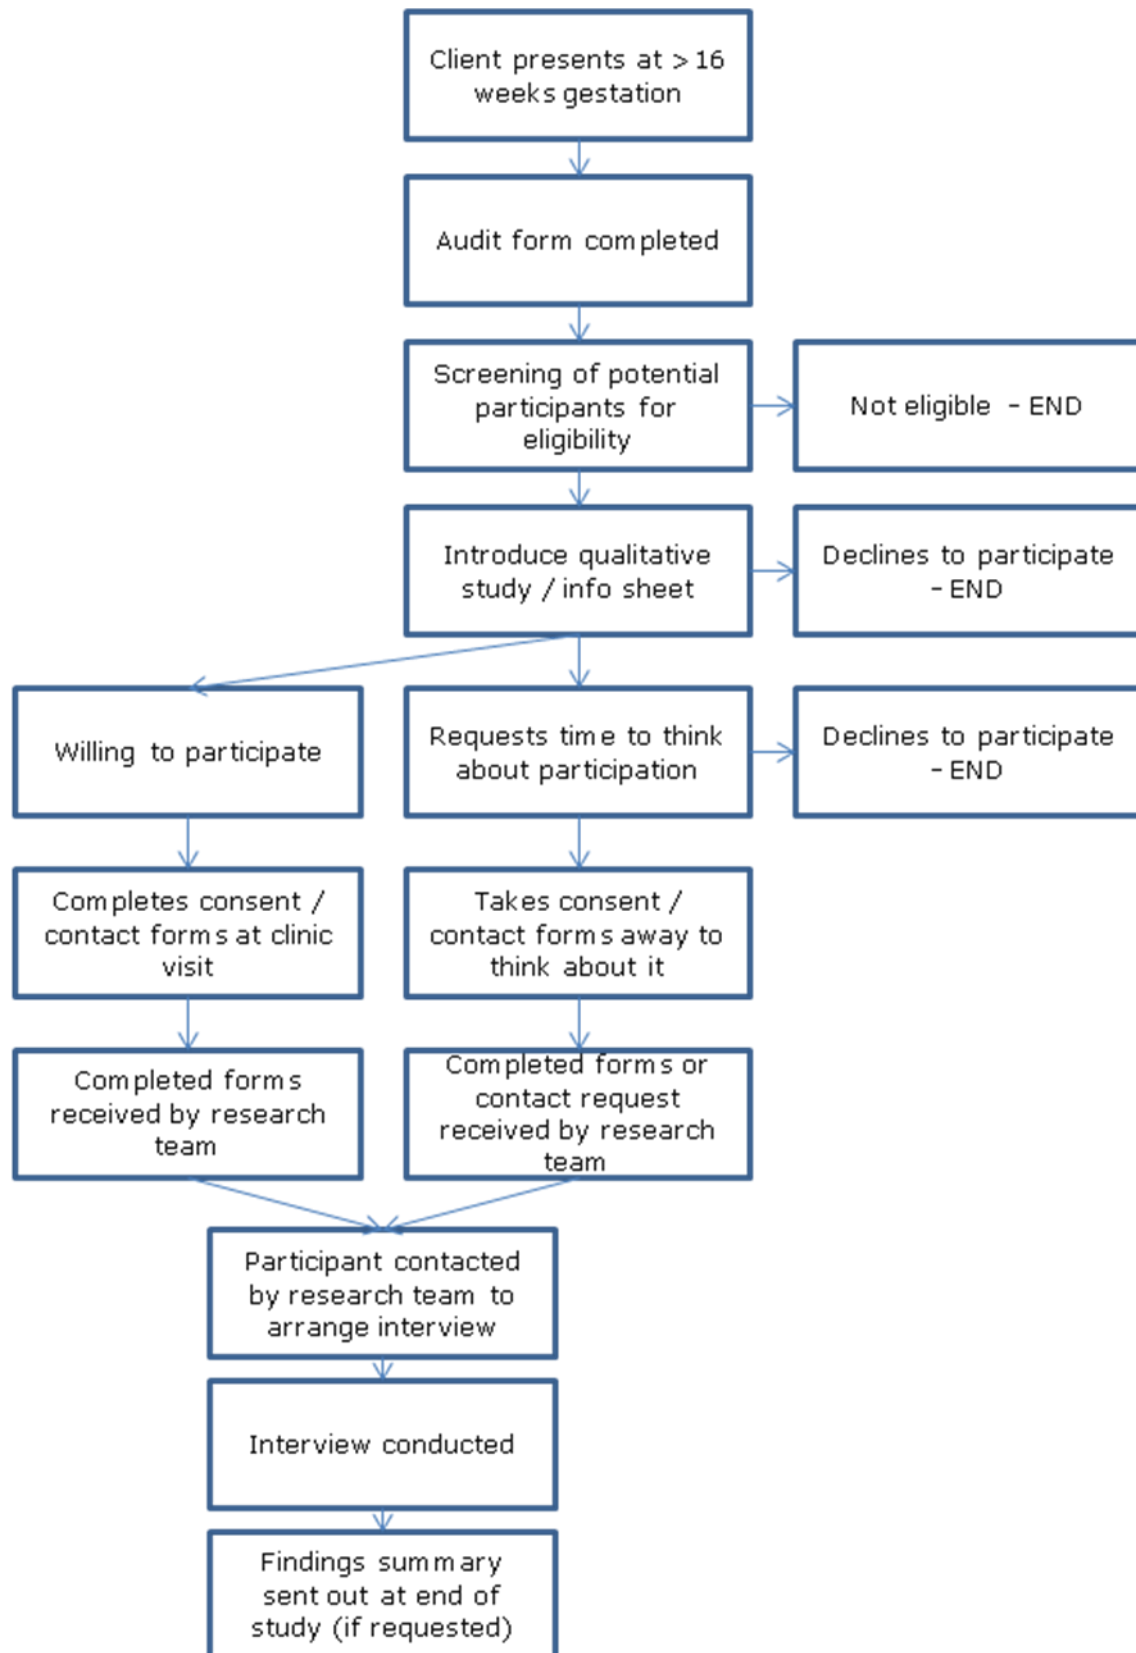 Client presents at > 16
weeks gestation
Audit form completed
Screening of potential
participants for
eligibility
Not eligible – END
Introduce qualitative
study / info sheet
Declines to participate
– END
Willing to participate
Requests time to think
about participation
Declines to participate
– END
Completes consent /
contact forms at clinic
visit
Takes consent /
contact forms away to
think about it
Completed forms
received by research
team
Completed forms or
contact request
received by research
team
Participant contacted
by research team to
arrange interview
Interview conducted
Findings summary
sent out at end of
study (if requested)